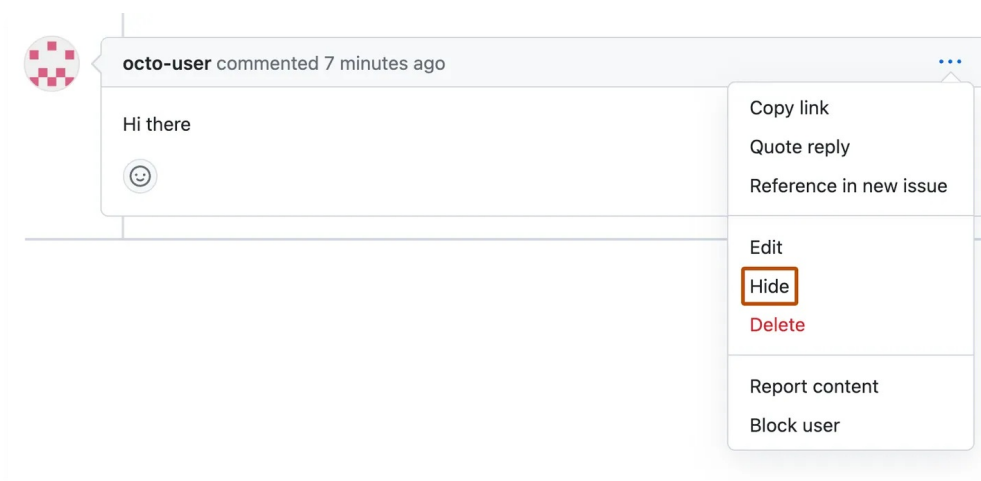 octo-user commented 7 minutes ago
Hi there
Copy link
Quote reply
Reference in new issue
Edit
Hide
Delete
Report content
Block user